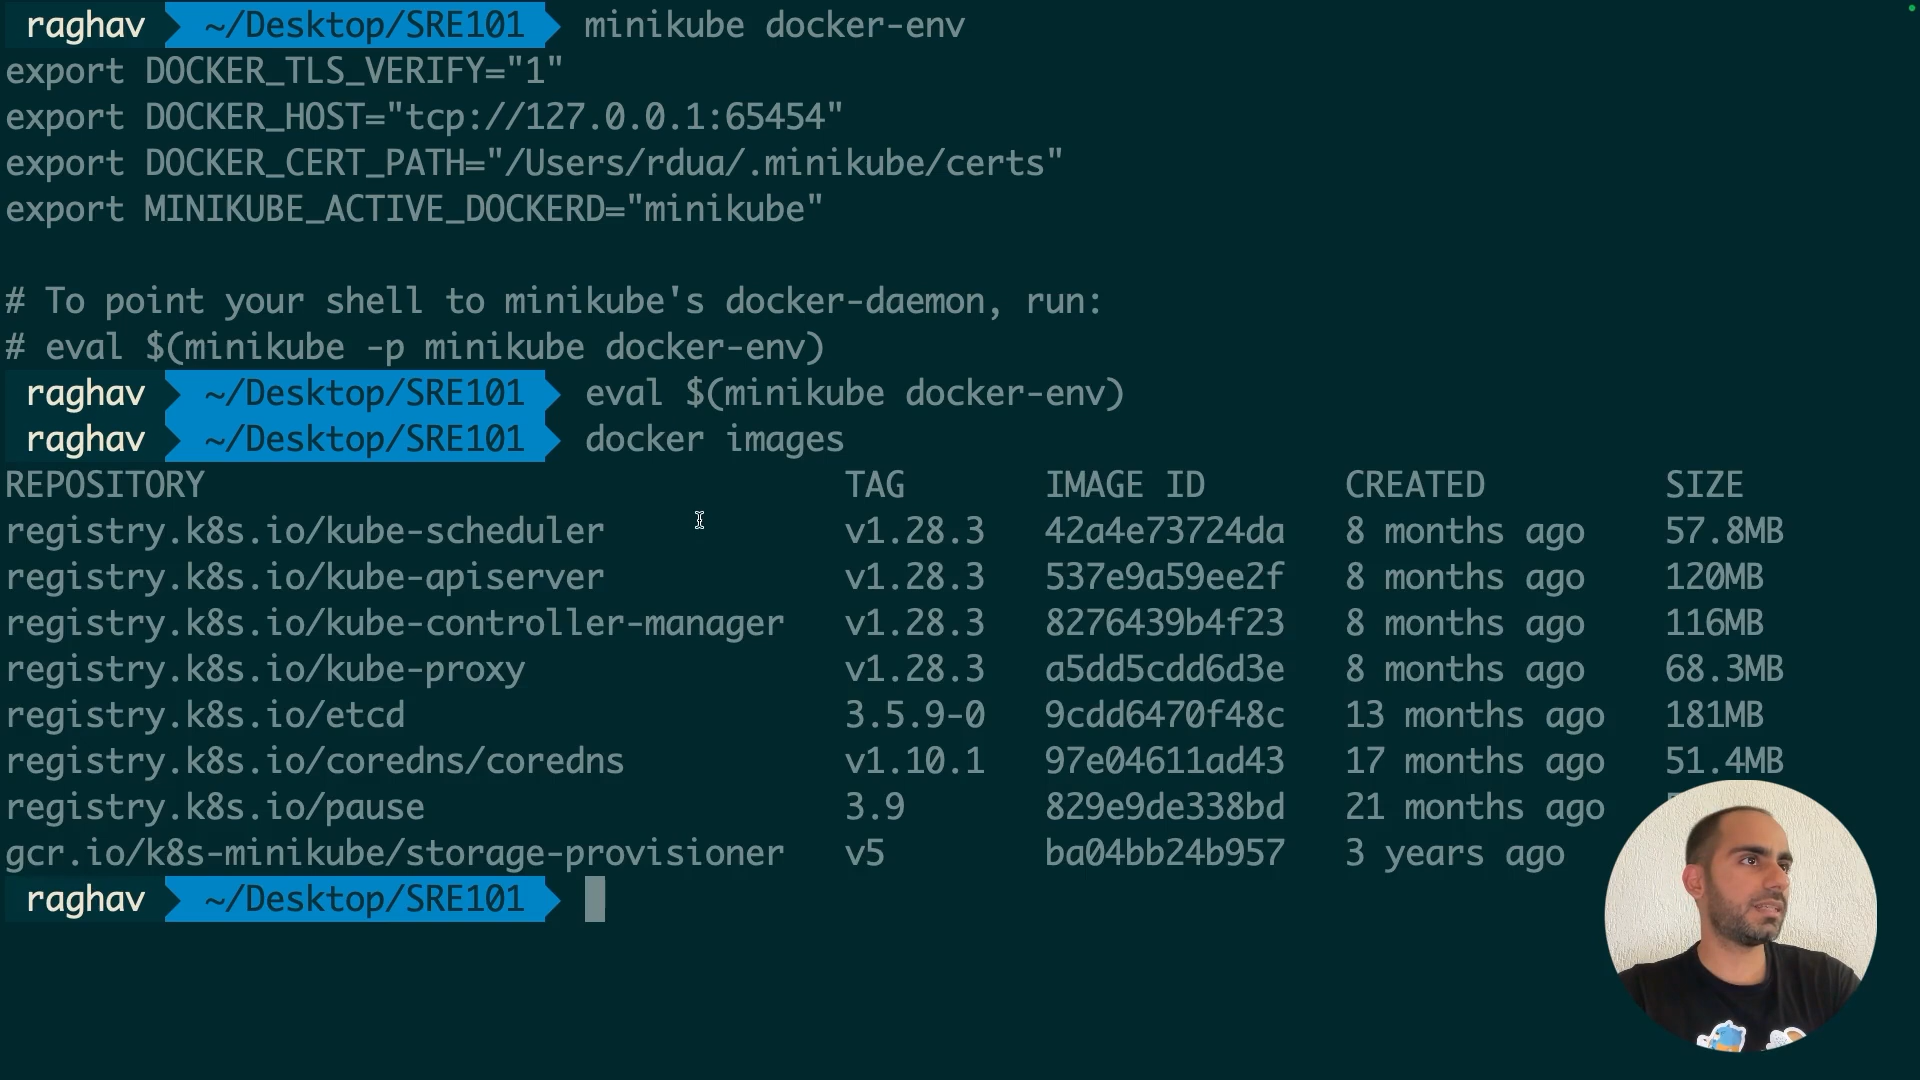 raghav ~/Desktop/SRE101 minikube docker-env
export DOCKER_TLS_VERIFY="1"
export DOCKER_HOST="tcp://127.0.0.1:65454"
export DOCKER_CERT_PATH="/Users/rdua/.minikube/certs"
export MINIKUBE_ACTIVE_DOCKERD="minikube"
# To point your shell to minikube's docker-daemon, run:
# eval $(minikube -p minikube docker-env)
raghav ~/Desktop/SRE101 eval $(minikube docker-env)
raghav ~/Desktop/SRE101 docker images
REPOSITORY TAG IMAGE ID CREATED SIZE
registry.k8s.io/kube-scheduler v1.28.3 42a4e73724da 8 months ago 57.8MB
registry.k8s.io/kube-apiserver v1.28.3 537e9a59ee2f 8 months ago 120MB
registry.k8s.io/kube-controller-manager v1.28.3 8276439b4f23 8 months ago 116MB
registry.k8s.io/kube-proxy v1.28.3 a5dd5cdd6d3e 8 months ago 68.3MB
registry.k8s.io/etcd 3.5.9-0 9cdd6470f48c 13 months ago 181MB
registry.k8s.io/coredns/coredns v1.10.1 97e04611ad43 17 months ago 51.4MB
registry.k8s.io/pause 3.9 829e9de338bd 21 months ago
gcr.io/k8s-minikube/storage-provisioner v5 ba04bb24b957 3 years ago
raghav ~/Desktop/SRE101